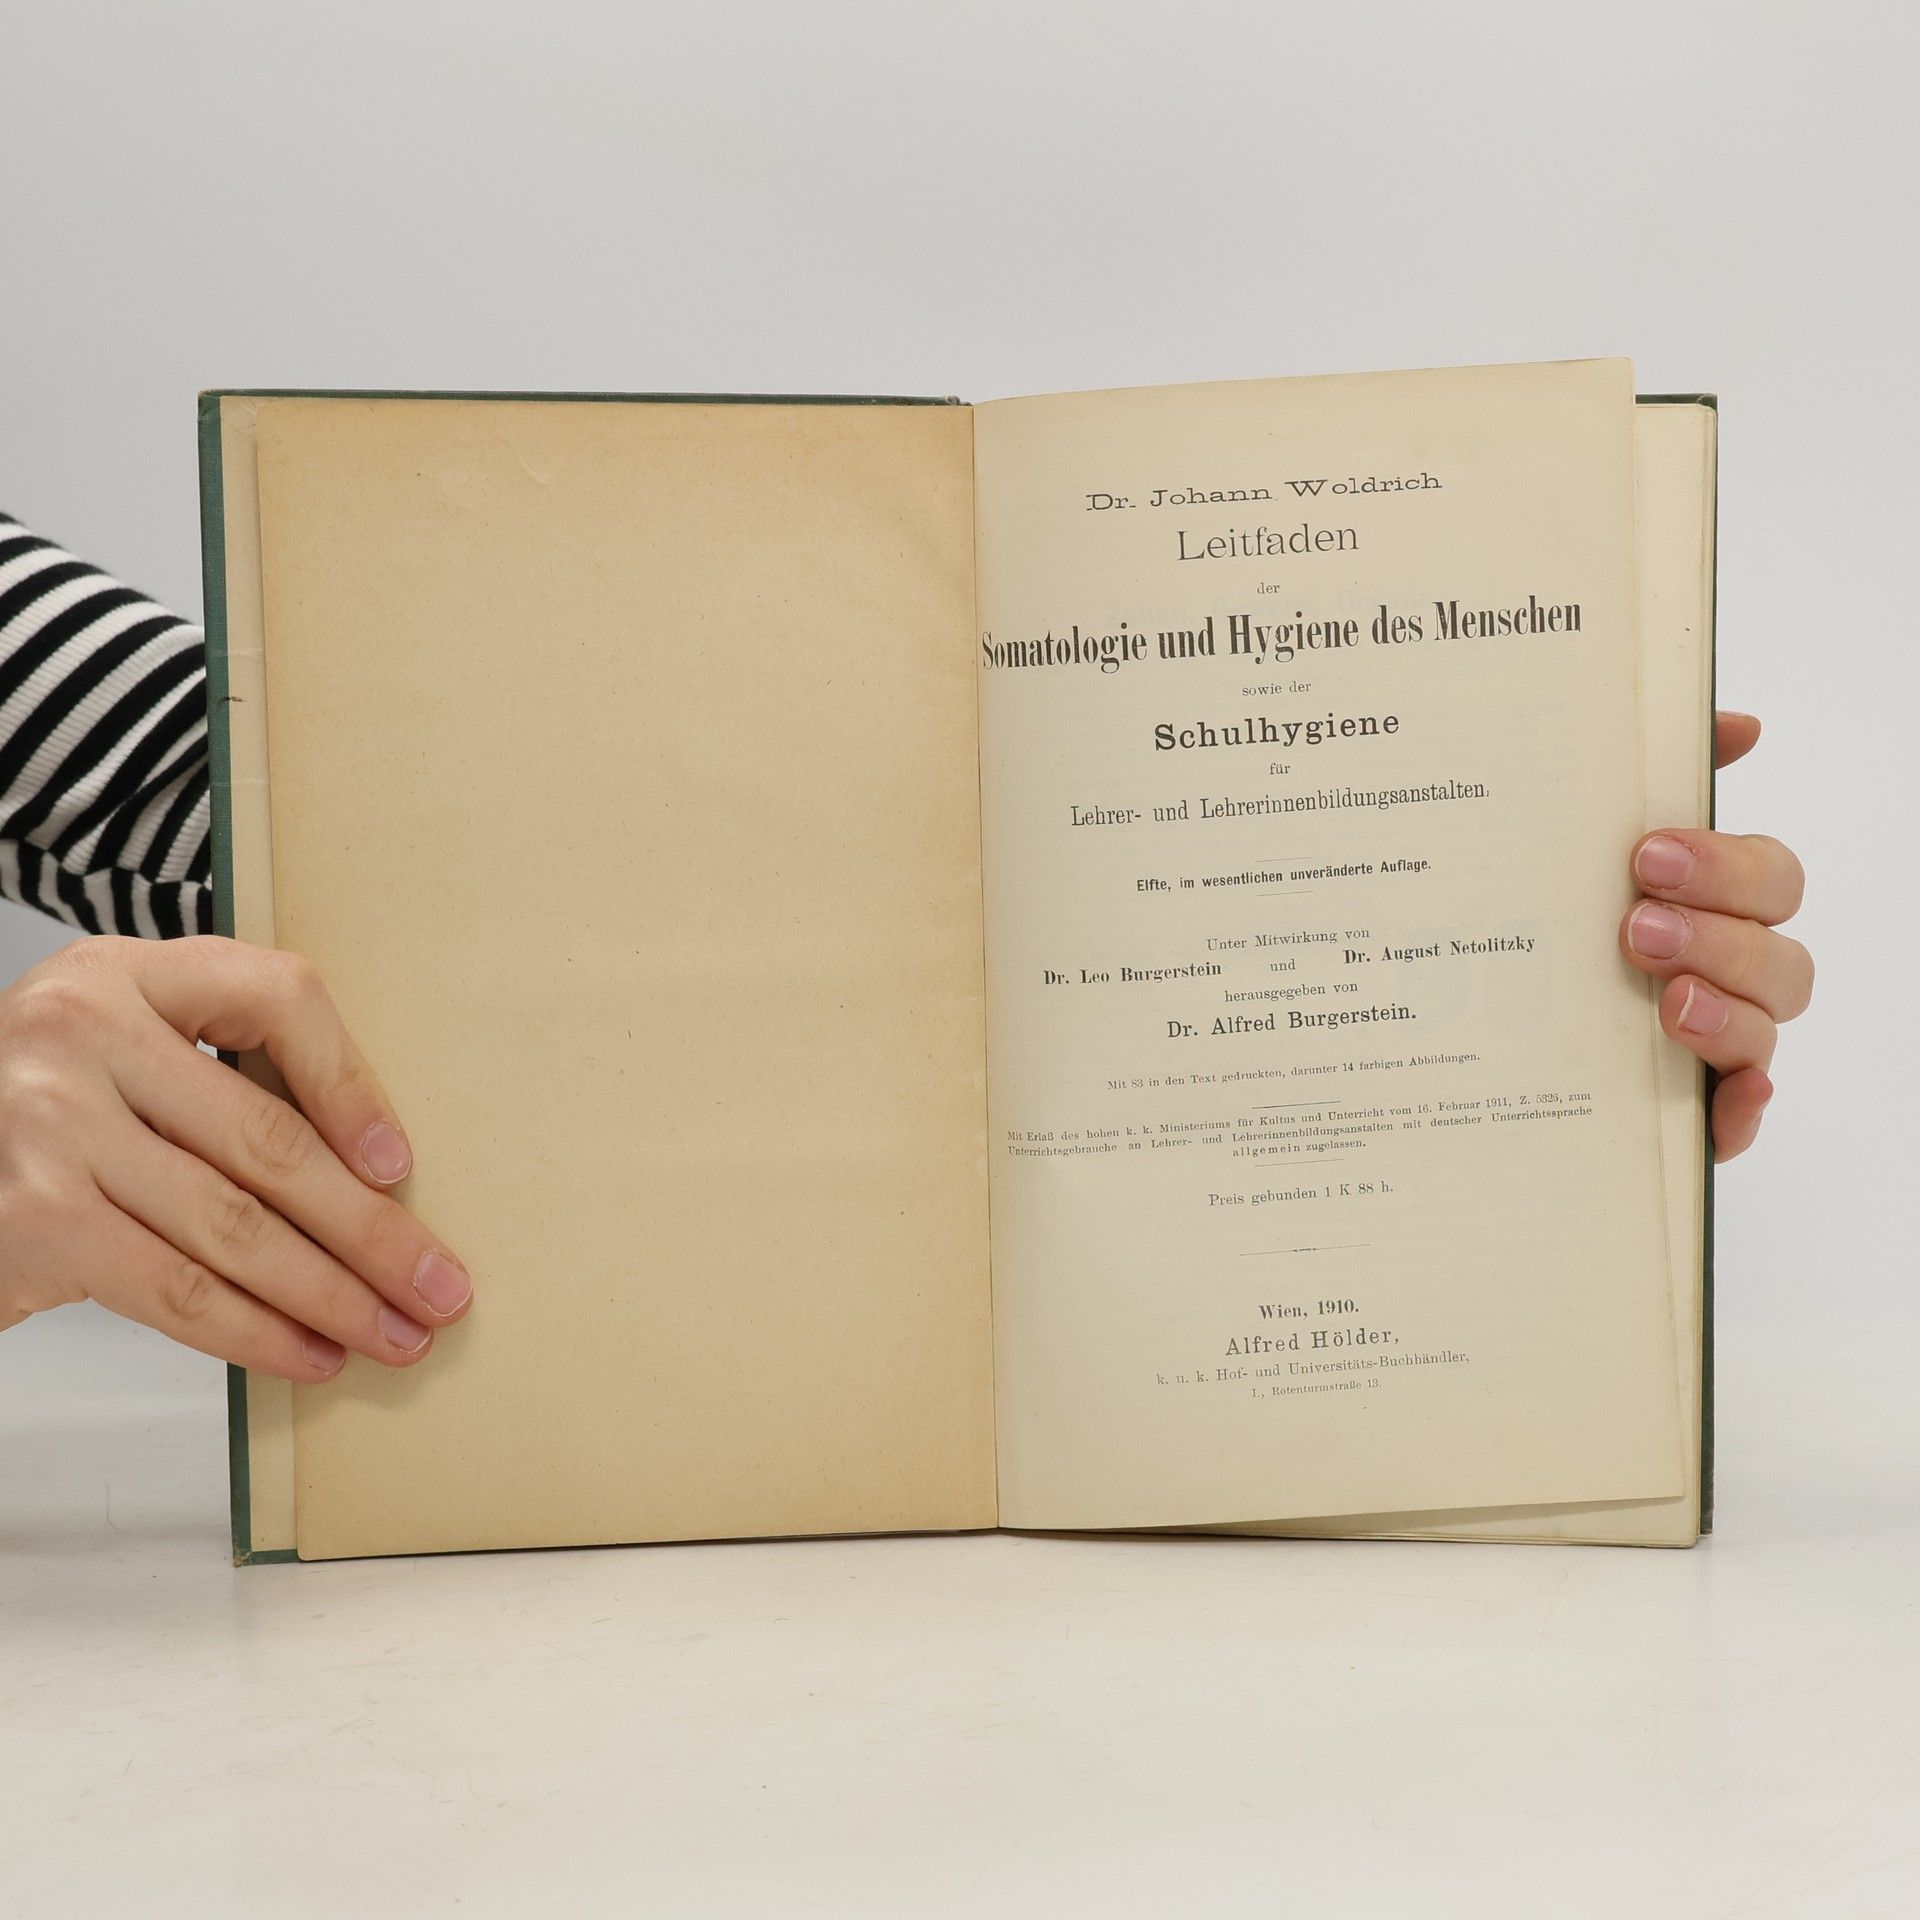 Dr. Johann Woldrich
Leitfaden
der
Somatologie und Hygiene des Menschen
sowie der
Schulhygiene
für
Lehrer- und Lehrerinnenbildungsanstalten.
Elfte, im wesentlichen unveränderte Auflage.
Unter Mitwirkung von
Dr. Leo Burgerstein und Dr. August Netolitzky
herausgegeben von
Dr. Alfred Burgerstein.
Mit 83 in den Text gedruckten, darunter 14 farbigen Abbildungen.
Mit Erlaß des hohen k. k. Ministeriums für Kultus und Unterricht vom 16. Februar 1911, Z. 5326, zum
Unterrichtsgebrauche an Lehrer- und Lehrerinnenbildungsanstalten mit deutscher Unterrichtssprache
allgemein zugelassen.
Preis gebunden 1 K 88 h.
Wien, 1910.
Alfred Hölder,
k. u. k. Hof- und Universitäts-Buchhändler,
I., Rotenturmstraße 13.